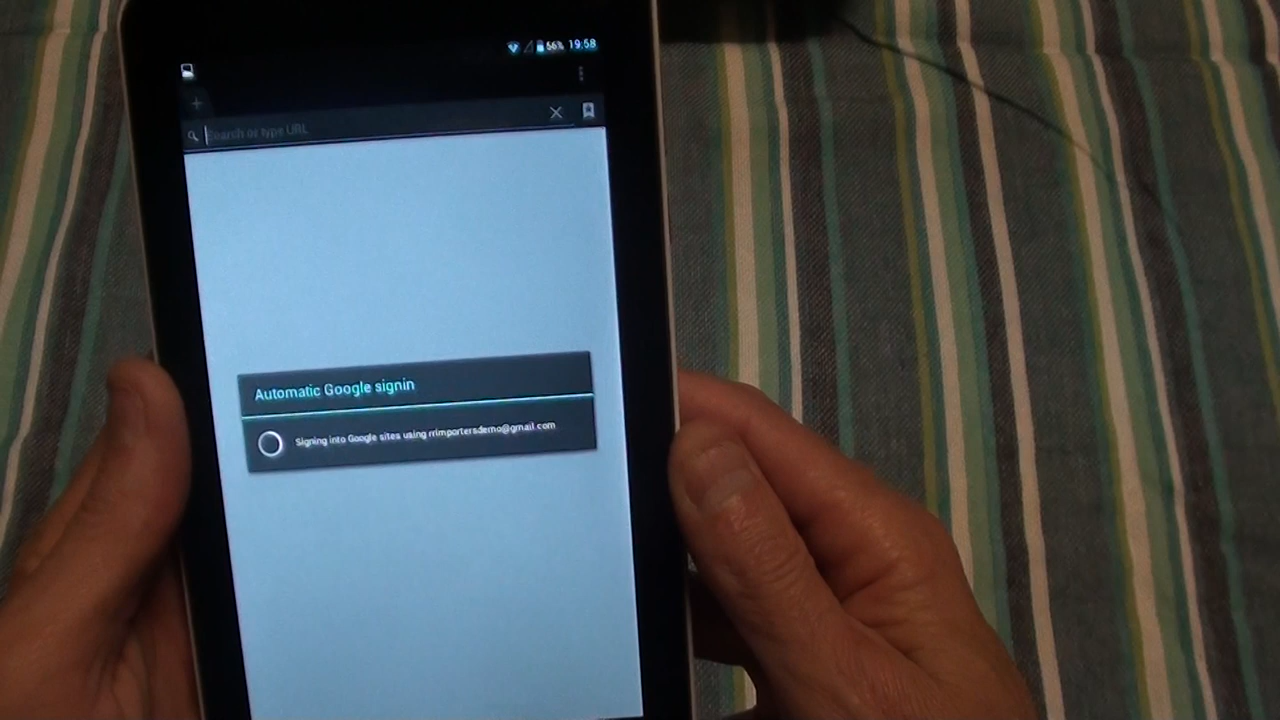 56% 19:58
Search or type URL
Automatic Google signin
Signing into Google sites using rrimportersdemo@gmail.com